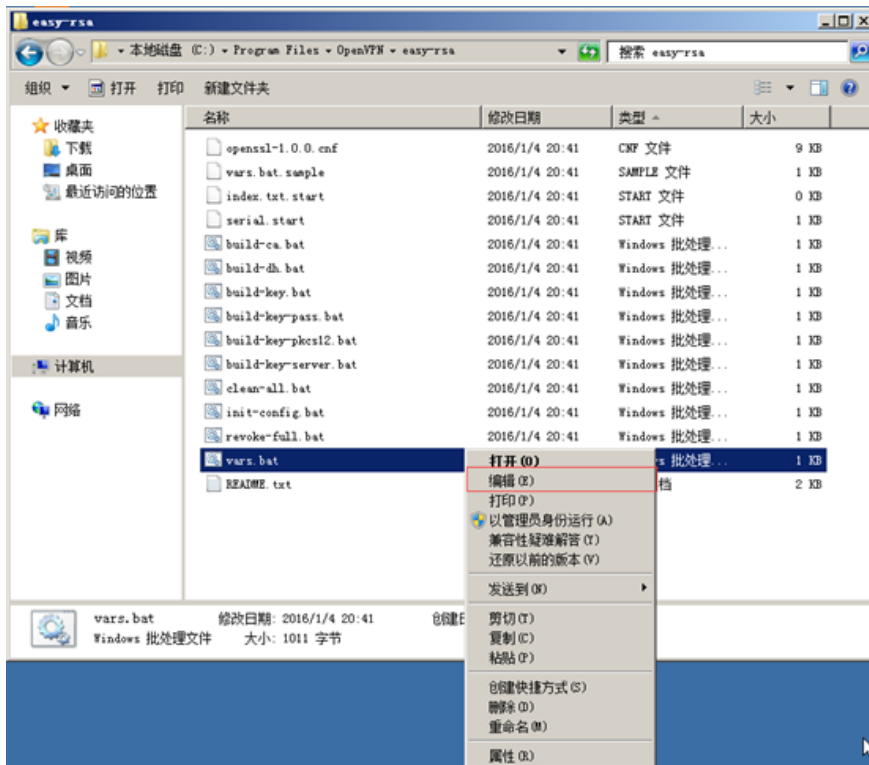 easy-rsa
本地磁盘 (C:) Program Files OpenVPN easy-rsa
搜索 easy-rsa
组织 打开 打印 新建文件夹
收藏夹
下载
桌面
最近访问的位置
库
视频
图片
文档
音乐
计算机
网络
名称 修改日期 类型 大小
openssl-1.0.0.cnf 2016/1/4 20:41 CNF 文件 9 KB
vars.bat.sample 2016/1/4 20:41 SAMPLE 文件 1 KB
index.txt.start 2016/1/4 20:41 START 文件 0 KB
serial.start 2016/1/4 20:41 START 文件 1 KB
build-ca.bat 2016/1/4 20:41 Windows 批处理... 1 KB
build-dh.bat 2016/1/4 20:41 Windows 批处理... 1 KB
build-key.bat 2016/1/4 20:41 Windows 批处理... 1 KB
build-key-pass.bat 2016/1/4 20:41 Windows 批处理... 1 KB
build-key-pkcs12.bat 2016/1/4 20:41 Windows 批处理... 1 KB
build-key-server.bat 2016/1/4 20:41 Windows 批处理... 1 KB
clean-all.bat 2016/1/4 20:41 Windows 批处理... 1 KB
init-config.bat 2016/1/4 20:41 Windows 批处理... 1 KB
revoke-full.bat 2016/1/4 20:41 Windows 批处理... 1 KB
vars.bat s 批处理... 1 KB
README.txt 档 2 KB
打开(O)
编辑(E)
打印(P)
以管理员身份运行(A)
兼容性疑难解答(Y)
还原以前的版本(V)
发送到(N)
剪切(T)
复制(C)
粘贴(P)
创建快捷方式(S)
删除(D)
重命名(M)
属性(R)
vars.bat 修改日期: 2016/1/4 20:41 创建日
Windows 批处理文件 大小: 1011 字节